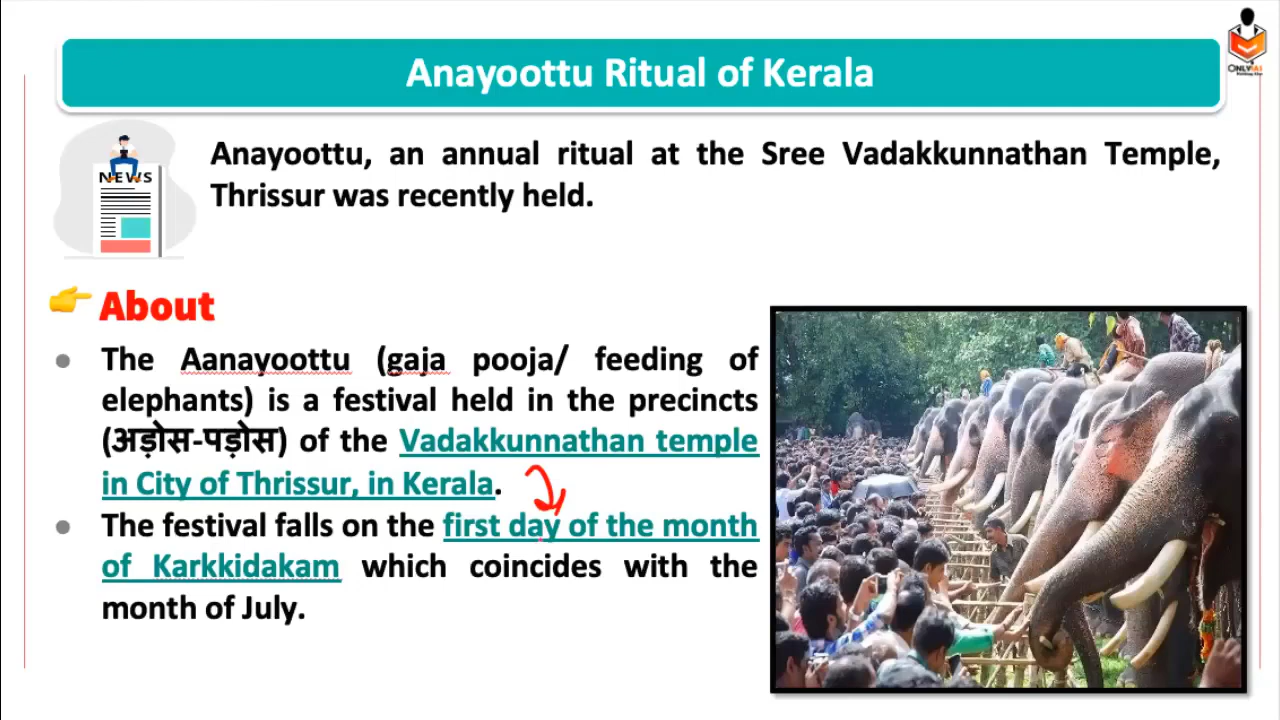 Anayoottu Ritual of Kerala
NEWS
Anayoottu, an annual ritual at the Sree Vadakkunnathan Temple,
Thrissur was recently held.
About
The Aanayoottu (gaja pooja/ feeding of
elephants) is a festival held in the precincts
(अड़ोस-पड़ोस) of the Vadakkunnathan temple
in City of Thrissur, in Kerala.
The festival falls on the first day of the month
of Karkkidakam which coincides with the
month of July.